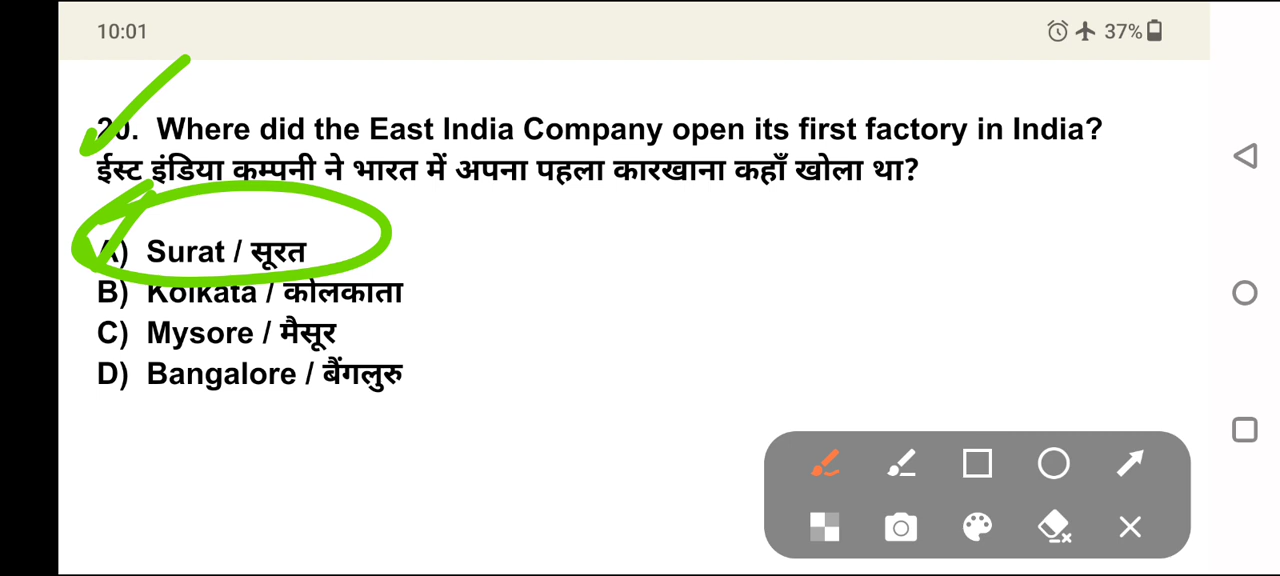 10:01
37%
20. Where did the East India Company open its first factory in India?
ईस्ट इंडिया कम्पनी ने भारत में अपना पहला कारखाना कहाँ खोला था?
A) Surat / सूरत
B) Kolkata / कोलकाता
C) Mysore / मैसूर
D) Bangalore / बैंगलुरु